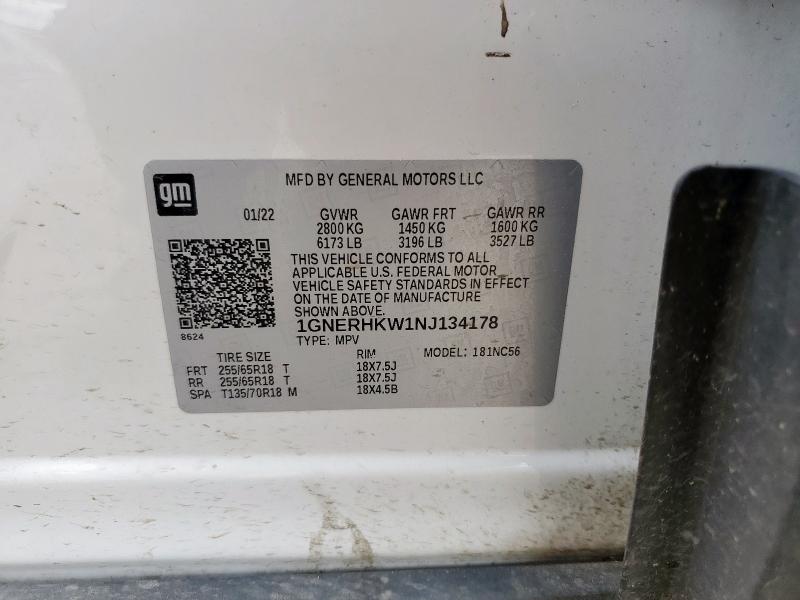 gm
MFD BY GENERAL MOTORS LLC
01/22 GVWR GAWR FRT GAWR RR
2800 KG 1450 KG 1600 KG
6173 LB 3196 LB 3527 LB
THIS VEHICLE CONFORMS TO ALL
APPLICABLE U.S. FEDERAL MOTOR
VEHICLE SAFETY STANDARDS IN EFFECT
ON THE DATE OF MANUFACTURE
SHOWN ABOVE.
8624
1GNERHKW1NJ134178
TYPE: MPV MODEL: 181NC56
TIRE SIZE RIM
FRT 255/65R18 T 18X7.5J
RR 255/65R18 T 18X7.5J
SPA T135/70R18 M 18X4.5B